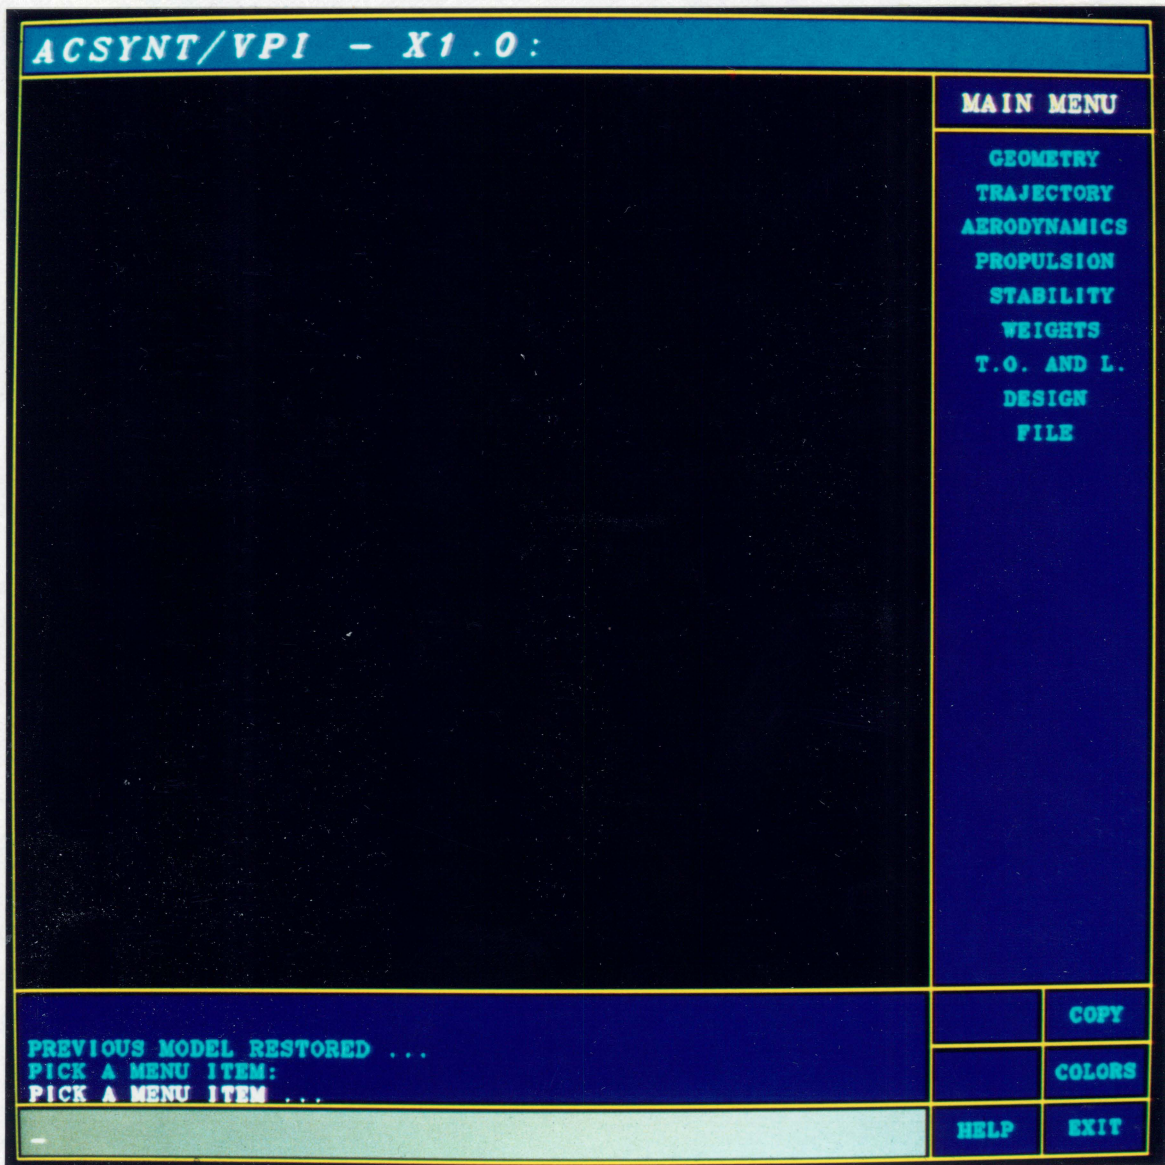 ACSYNT/VPI - X1.0:
MAIN MENU
GEOMETRY
TRAJECTORY
AERODYNAMICS
PROPULSION
STABILITY
WEIGHTS
T.O. AND L.
DESIGN
FILE
PREVIOUS MODEL RESTORED ...
PICK A MENU ITEM:
PICK A MENU ITEM ...
COPY
COLORS
HELP
EXIT